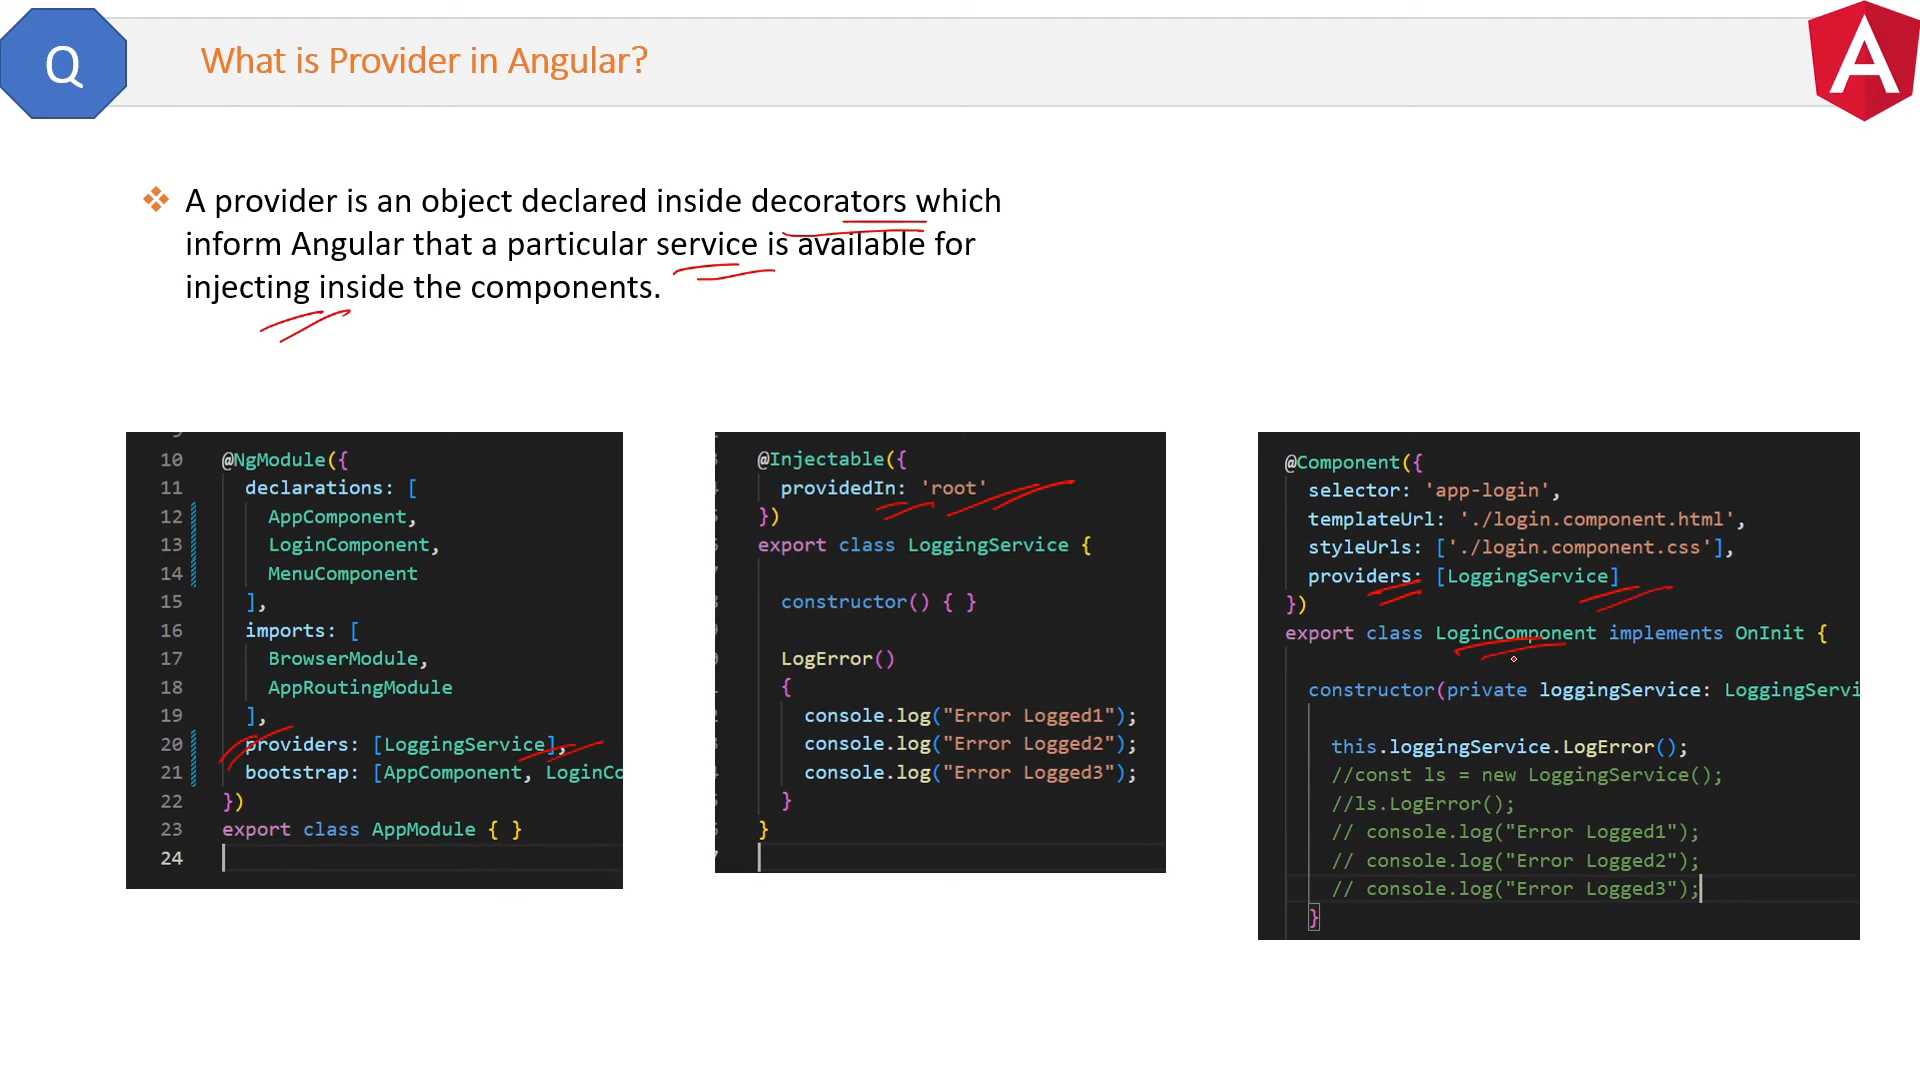 Q
What is Provider in Angular?
A
A provider is an object declared inside decorators which
inform Angular that a particular service is available for
injecting inside the components.
10 @NgModule({
11 declarations: [
12 AppComponent,
13 LoginComponent,
14 MenuComponent
15 ],
16 imports: [
17 BrowserModule,
18 AppRoutingModule
19 ],
20 providers: [LoggingService],
21 bootstrap: [AppComponent, LoginCo
22 })
23 export class AppModule { }
24
@Injectable({
providedIn: 'root'
})
export class LoggingService {
constructor() { }
LogError()
{
console.log("Error Logged1");
console.log("Error Logged2");
console.log("Error Logged3");
}
}
@Component({
selector: 'app-login',
templateUrl: './login.component.html',
styleUrls: ['./login.component.css'],
providers: [LoggingService]
})
export class LoginComponent implements OnInit {
constructor(private loggingService: LoggingServi
this.loggingService.LogError();
//const ls = new LoggingService();
//ls.LogError();
// console.log("Error Logged1");
// console.log("Error Logged2");
// console.log("Error Logged3");
}